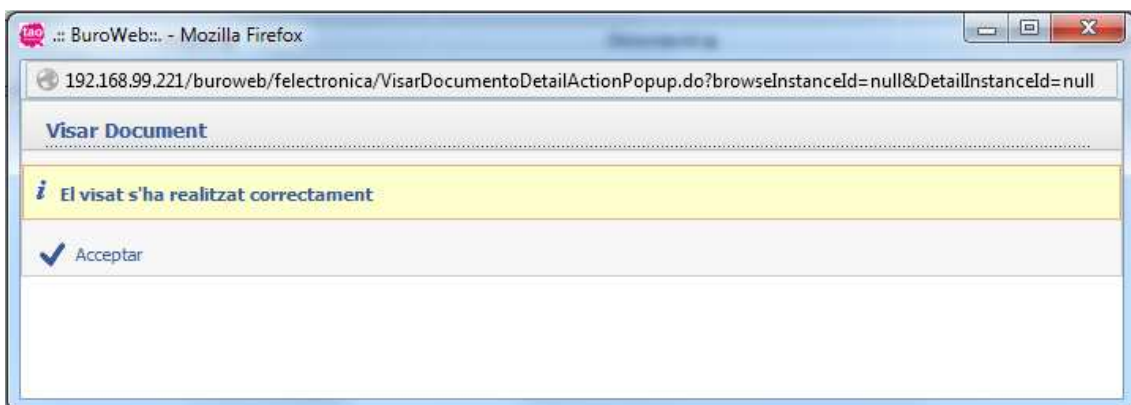 tao .:: BuroWeb::. - Mozilla Firefox
192.168.99.221/buroweb/felectronica/VisarDocumentoDetailActionPopup.do?browseInstanceId=null&DetailInstanceId=null
Visar Document
i El visat s'ha realitzat correctament
Acceptar